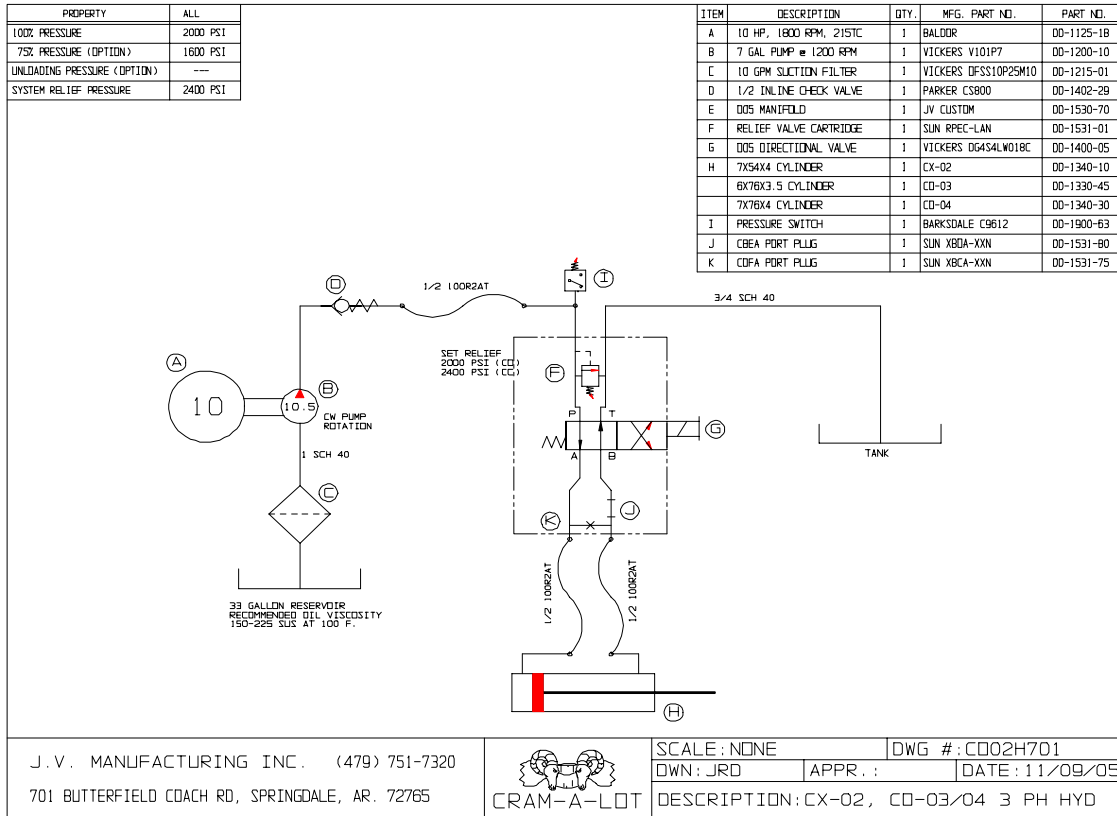 PROPERTY ALL
100% PRESSURE 2000 PSI
75% PRESSURE (OPTION) 1600 PSI
UNLOADING PRESSURE (OPTION) ---
SYSTEM RELIEF PRESSURE 2400 PSI
ITEM DESCRIPTION QTY. MFG. PART NO. PART NO.
A 10 HP, 1800 RPM, 215TC 1 BALDOR DD-1125-18
B 7 GAL PUMP @ 1200 RPM 1 VICKERS V101P7 DD-1200-10
C 10 GPM SUCTION FILTER 1 VICKERS OFSS10P25M10 DD-1215-01
D 1/2 INLINE CHECK VALVE 1 PARKER CS800 DD-1402-29
E D05 MANIFOLD 1 JV CUSTOM DD-1530-70
F RELIEF VALVE CARTRIDGE 1 SUN RPEC-LAN DD-1531-01
G D05 DIRECTIONAL VALVE 1 VICKERS DG4S4LW018C DD-1400-05
H 7X54X4 CYLINDER 1 CX-02 DD-1340-10
6X76X3.5 CYLINDER 1 CD-03 DD-1330-45
7X76X4 CYLINDER 1 CD-04 DD-1340-30
I PRESSURE SWITCH 1 BARKSDALE C9612 DD-1900-63
J CBEA PORT PLUG 1 SUN XBOA-XXN DD-1531-80
K COFA PORT PLUG 1 SUN XBCA-XXN DD-1531-75
D
1/2 100R2AT
I
3/4 SCH 40
SET RELIEF
2000 PSI (CD)
2400 PSI (CC)
A
F
B
10
10.5
CW PUMP
ROTATION
P T
G
A B
TANK
1 SCH 40
C
J
K
1/2 100R2AT
1/2 100R2AT
33 GALLON RESERVOIR
RECOMMENDED OIL VISCOSITY
150-225 SUS AT 100 F.
H
J.V. MANUFACTURING INC. (479) 751-7320
701 BUTTERFIELD COACH RD, SPRINGDALE, AR. 72765
CRAM-A-LOT
SCALE: NONE DWG #: CD02H701
DWN: JRD APPR.: DATE: 11/09/05
DESCRIPTION: CX-02, CD-03/04 3 PH HYD